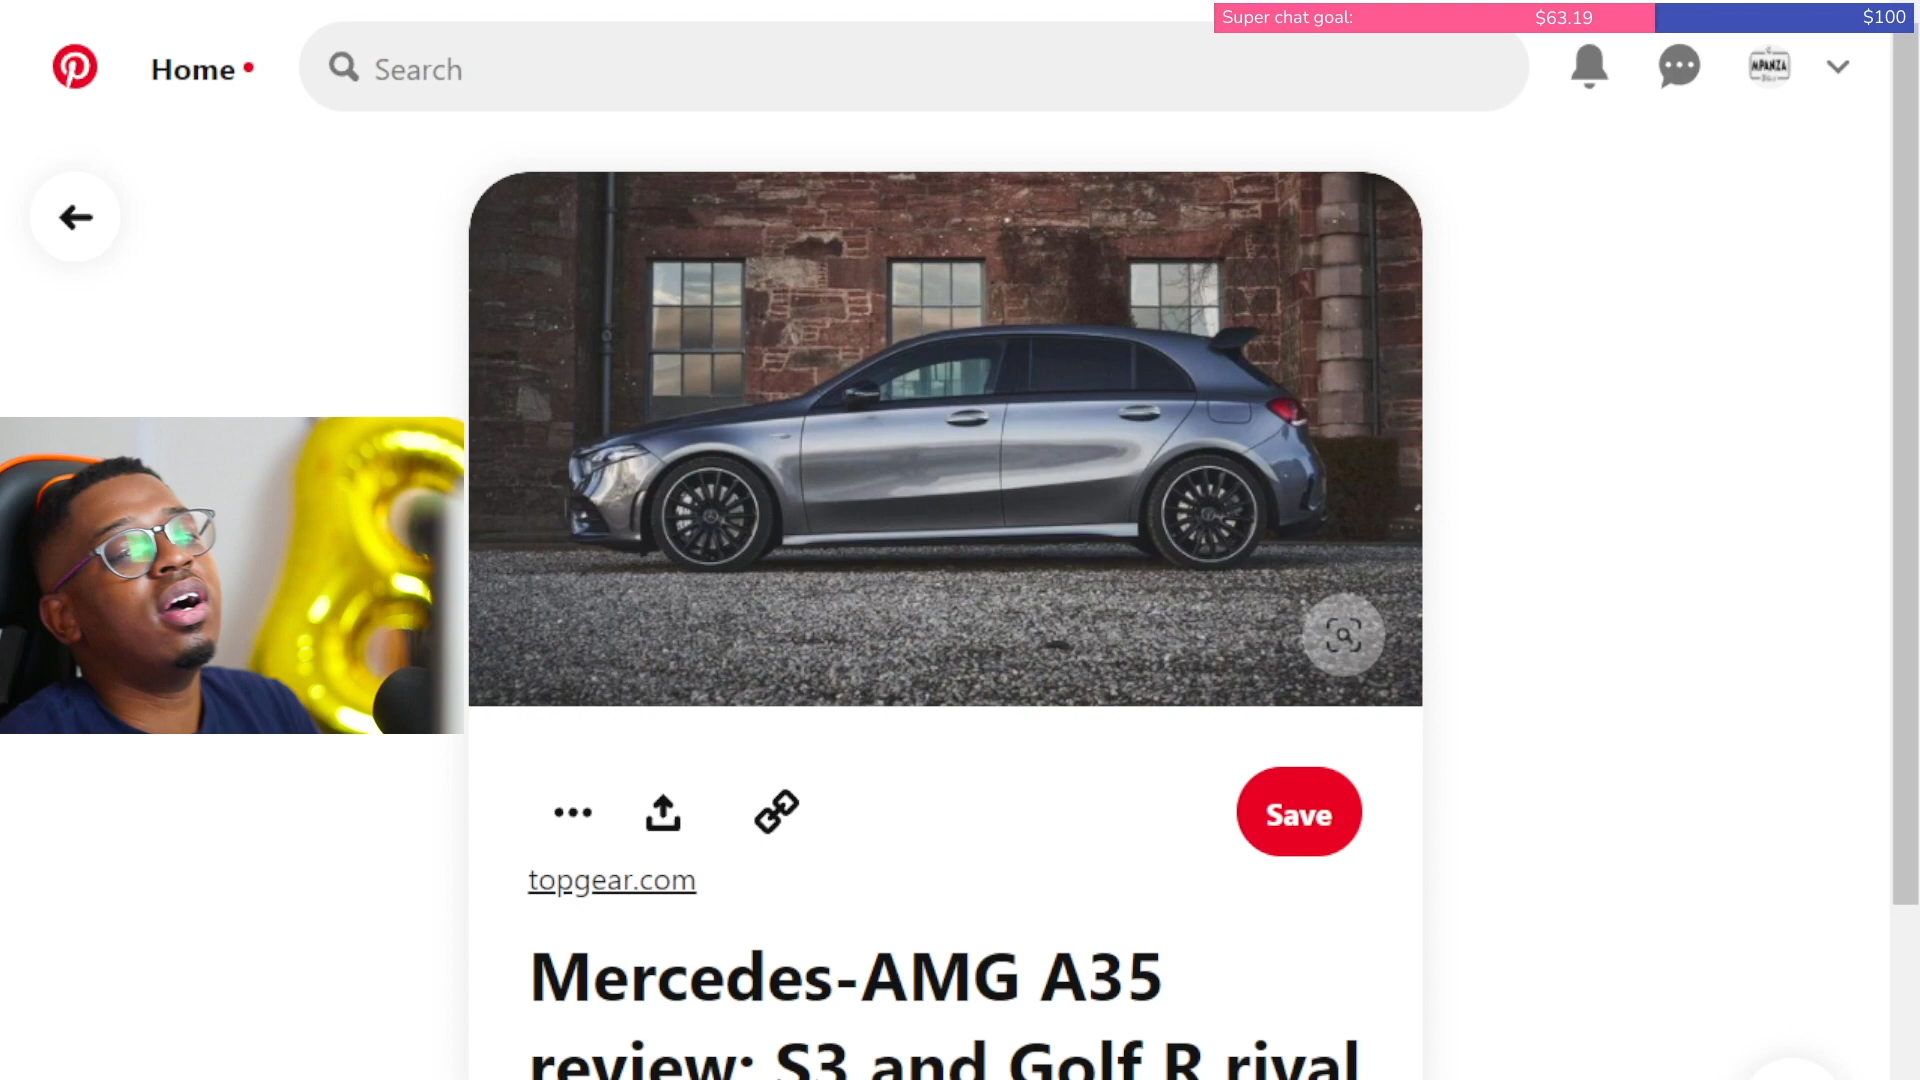 Super chat goal: $63.19 $100
Home
Search
MPANZA
topgear.com
Save
Mercedes-AMG A35
review: S3 and Golf R rival